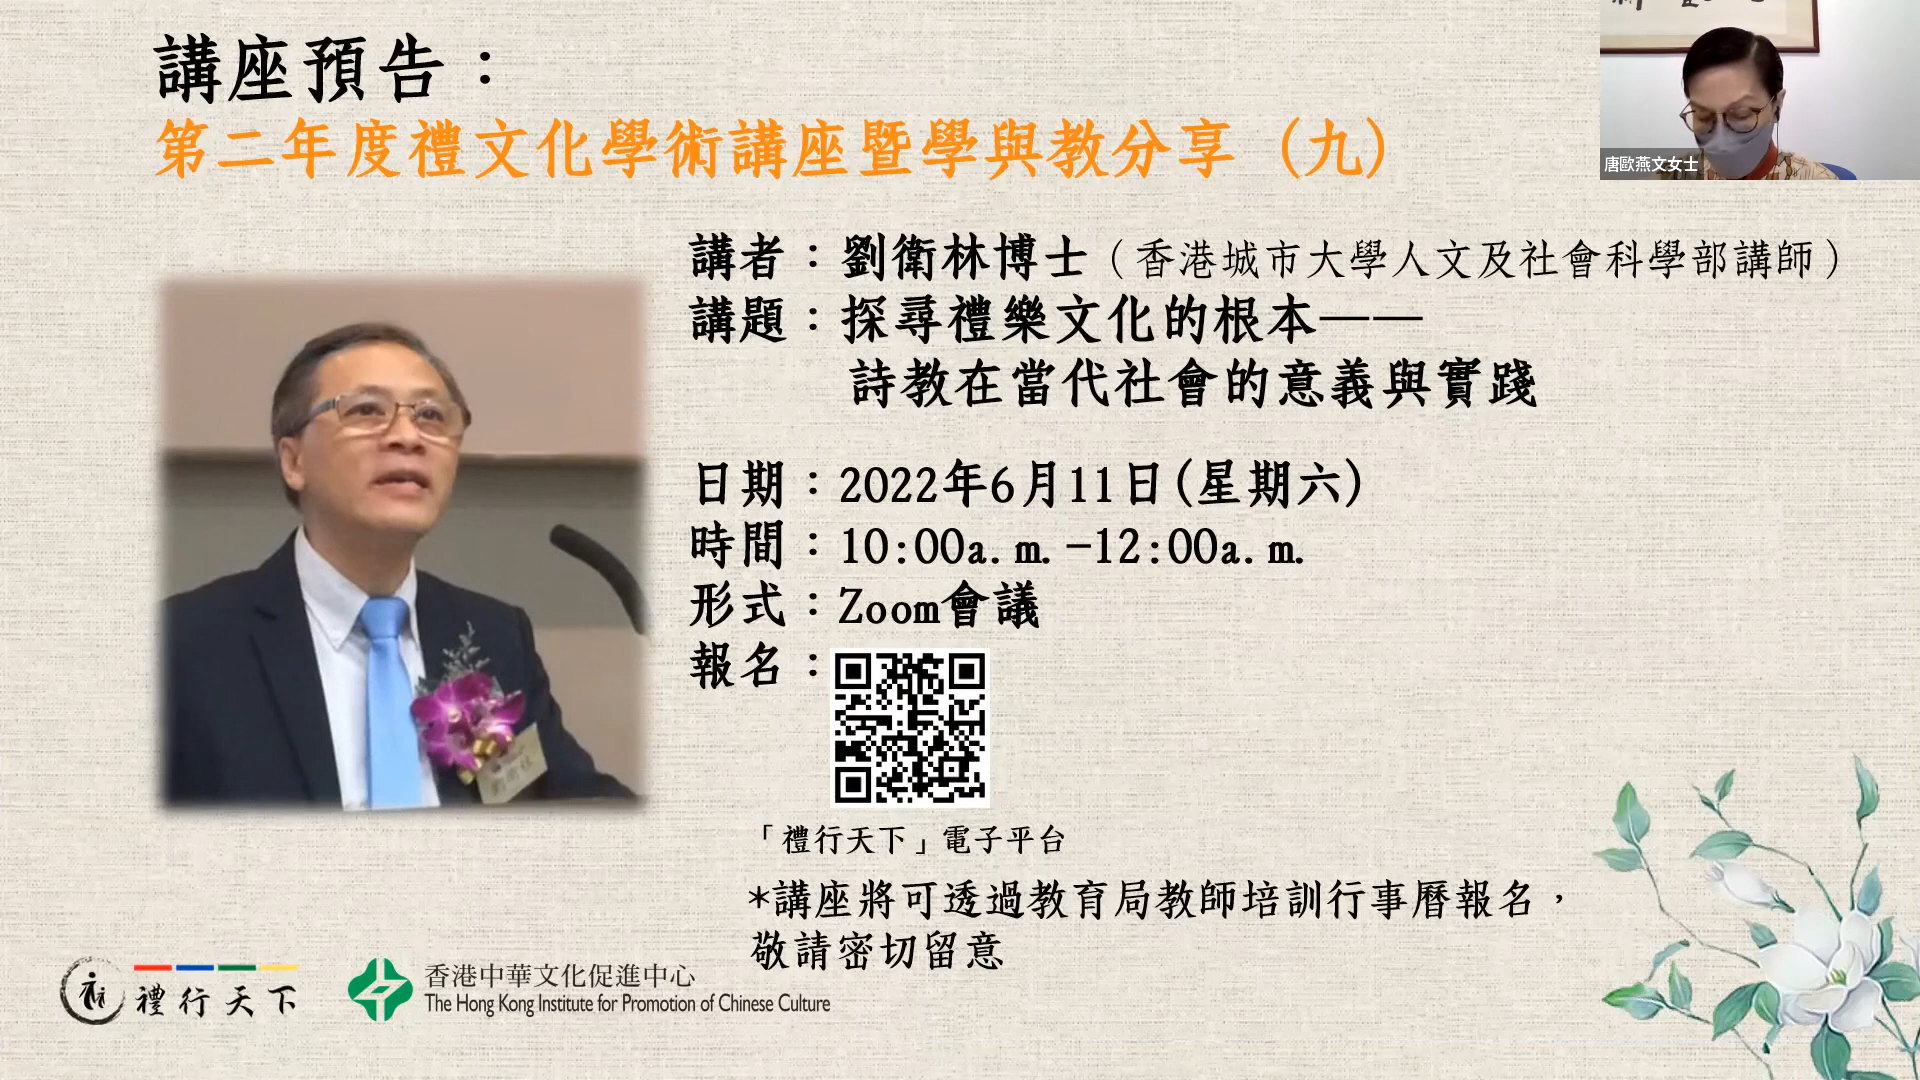 講座預告：
第二年度禮文化學術講座暨學與教分享（九）
唐歐燕文女士
講者：劉衛林博士（香港城市大學人文及社會科學部講師）
講題：探尋禮樂文化的根本——
詩教在當代社會的意義與實踐
日期：2022年6月11日(星期六)
時間：10:00a.m.-12:00a.m.
形式：Zoom會議
報名：
「禮行天下」電子平台
*講座將可透過教育局教師培訓行事曆報名，
敬請密切留意
禮行天下
香港中華文化促進中心
The Hong Kong Institute for Promotion of Chinese Culture